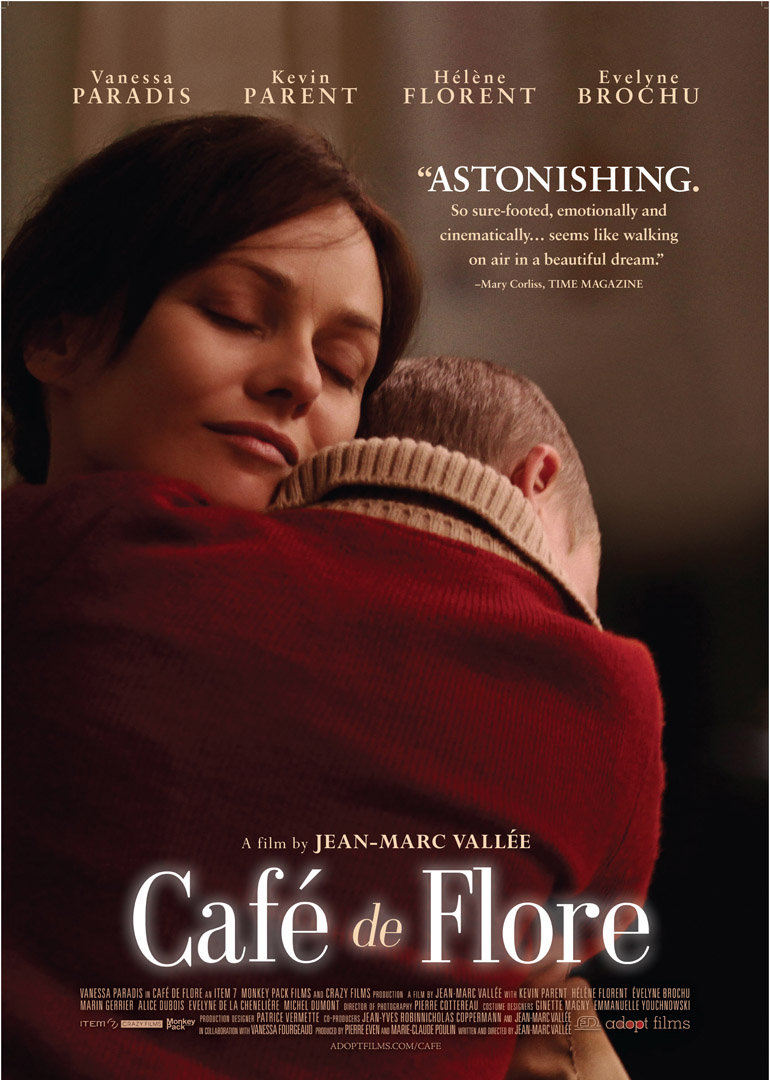 Vanessa PARADIS
Kevin PARENT
Hélène FLORENT
Evelyne BROCHU
“ASTONISHING.
So sure-footed, emotionally and
cinematically... seems like walking
on air in a beautiful dream.”
–Mary Corliss, TIME MAGAZINE
A film by JEAN-MARC VALLÉE
Café de Flore
VANESSA PARADIS IN CAFÉ DE FLORE AN ITEM 7 MONKEY PACK FILMS AND CRAZY FILMS PRODUCTION A FILM BY JEAN-MARC VALLÉE WITH KEVIN PARENT HÉLÈNE FLORENT ÉVELYNE BROCHU
MARIN GERRIER ALICE DUBOIS EVELYNE DE LA CHENELIÈRE MICHEL DUMONT DIRECTOR OF PHOTOGRAPHY PIERRE COTTEREAU COSTUME DESIGNERS GINETTE MAGNY EMMANUELLE YOUCHNOWSKI
PRODUCTION DESIGNER PATRICE VERMETTE CO-PRODUCERS JEAN-YVES ROBIN NICHOLAS COPPERMANN AND JEAN-MARC VALLÉE
IN COLLABORATION WITH VANESSA FOURGEAUD PRODUCED BY PIERRE EVEN AND MARIE-CLAUDE POULIN WRITTEN AND DIRECTED BY JEAN-MARC VALLÉE
ITEM 7 CRAZY FILMS Monkey Pack adopt films
ADOPTFILMS.COM/CAFE